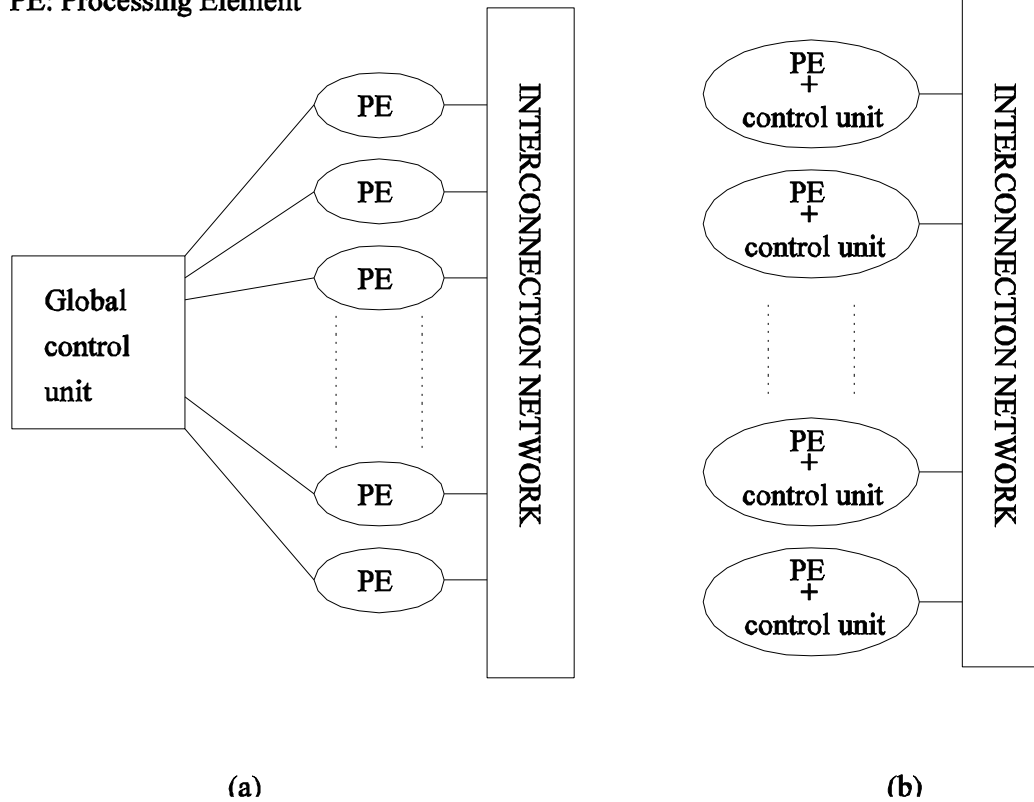 PE: Processing Element
PE
PE
PE
Global
control
unit
PE
PE
INTERCONNECTION NETWORK
(a)
PE
+
control unit
PE
+
control unit
PE
+
control unit
PE
+
control unit
INTERCONNECTION NETWORK
(b)